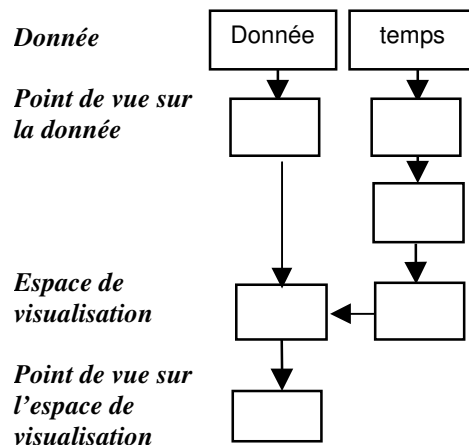 Donnée
Donnée
temps
Point de vue sur
la donnée
Espace de
visualisation
Point de vue sur
l'espace de
visualisation